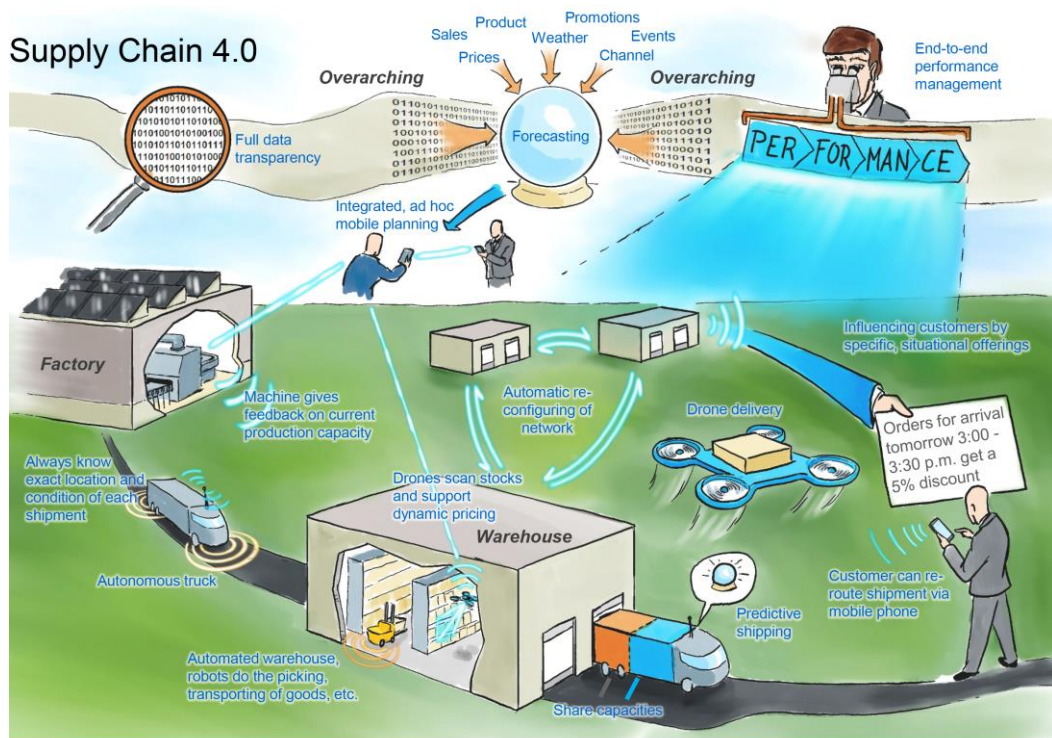 Supply Chain 4.0
Sales
Product
Promotions
Prices
Weather
Events
Channel
Overarching
Overarching
End-to-end
performance
management
Full data
transparency
Forecasting
PER FOR MAN CE
Integrated, ad hoc
mobile planning
Factory
Machine gives
feedback on current
production capacity
Automatic re-
configuring of
network
Influencing customers by
specific, situational offerings
Drone delivery
Orders for arrival
tomorrow 3:00 -
3:30 p.m. get a
5% discount
Always know
exact location and
condition of each
shipment
Autonomous truck
Drones scan stocks
and support
dynamic pricing
Warehouse
Automated warehouse,
robots do the picking,
transporting of goods, etc.
Predictive
shipping
Share capacities
Customer can re-
route shipment via
mobile phone